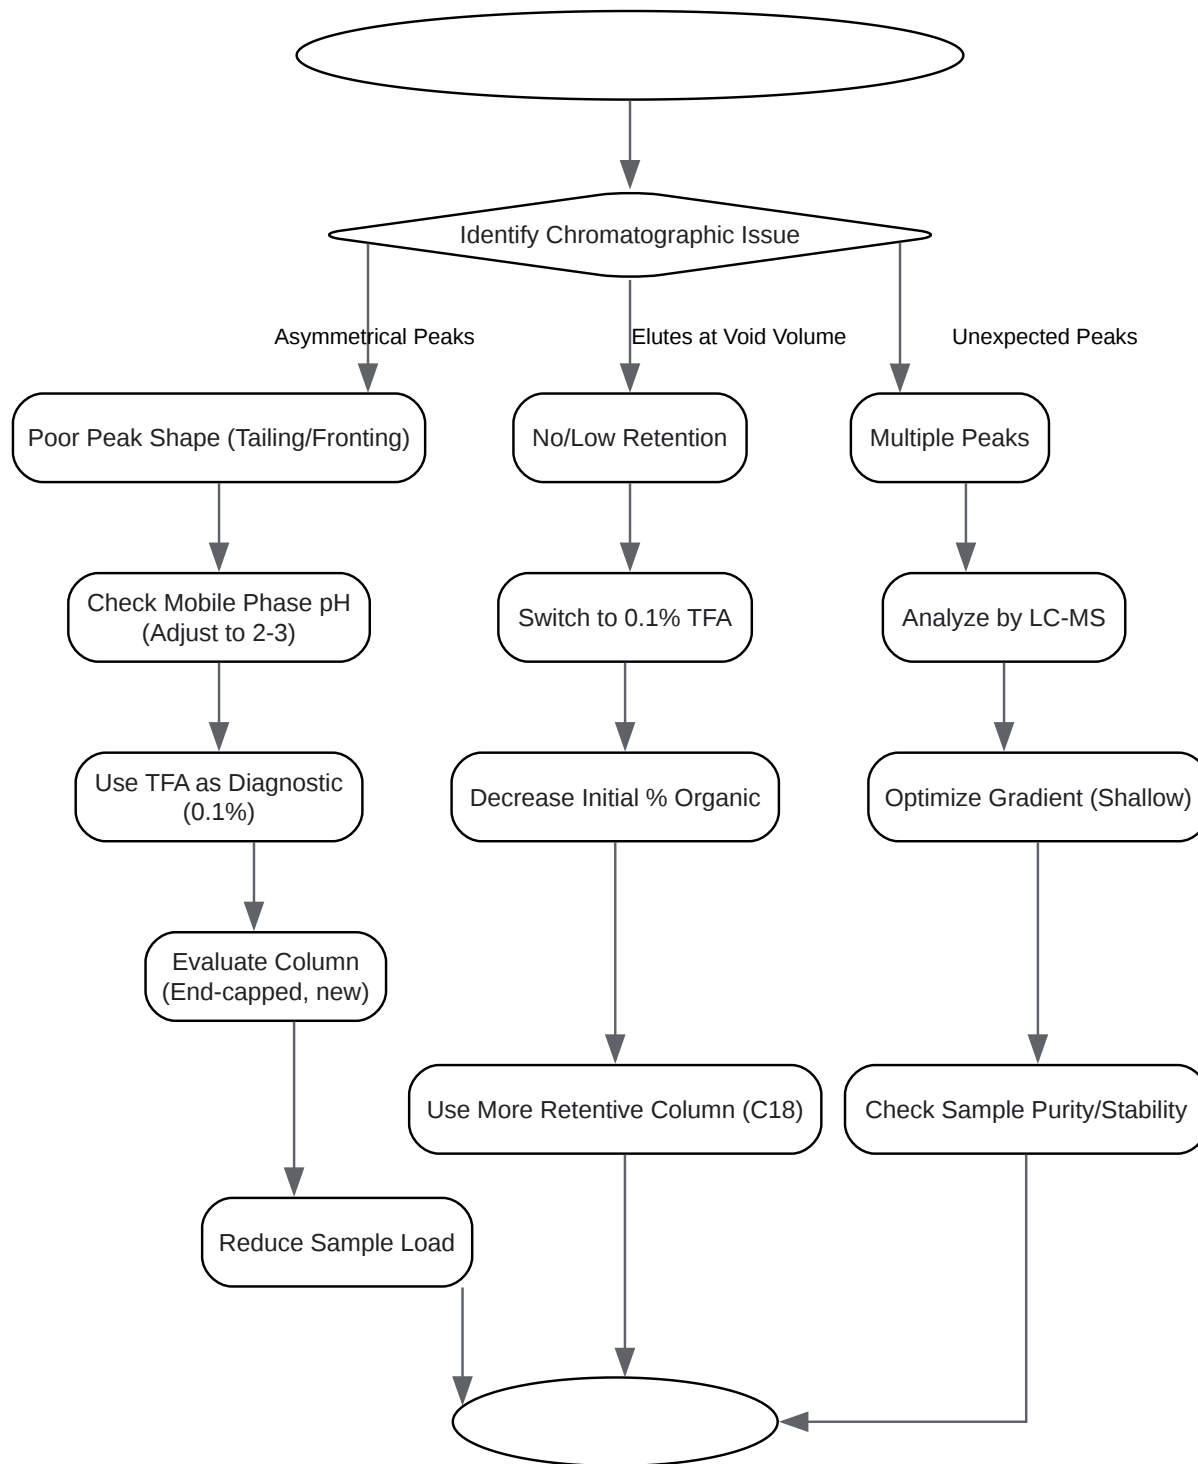 Identify Chromatographic Issue
Asymmetrical Peaks
Elutes at Void Volume
Unexpected Peaks
Poor Peak Shape (Tailing/Fronting)
No/Low Retention
Multiple Peaks
Check Mobile Phase pH
(Adjust to 2-3)
Switch to 0.1% TFA
Analyze by LC-MS
Use TFA as Diagnostic
(0.1%)
Decrease Initial % Organic
Optimize Gradient (Shallow)
Evaluate Column
(End-capped, new)
Use More Retentive Column (C18)
Check Sample Purity/Stability
Reduce Sample Load